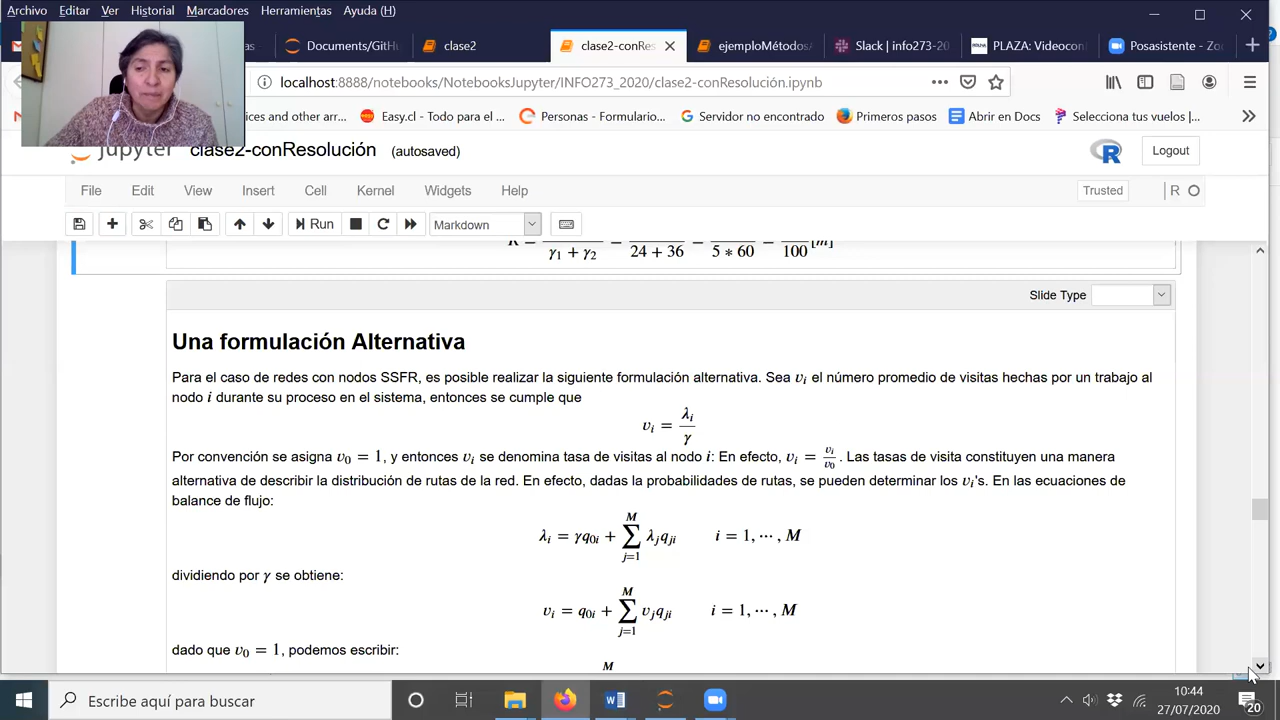 Archivo Editar Ver Historial Marcadores Herramientas Ayuda (H)
as Documents/GitHu clase2 clase2-conRes ejemploMétodos Slack | info273-20 PLAZA: Videocon Posasistente - Zo
localhost:8888/notebooks/NotebooksJupyter/INFO273_2020/clase2-conResolución.ipynb
ices and other arr... Easy.cl - Todo para el ... Personas - Formulario... Servidor no encontrado Primeros pasos Abrir en Docs Selecciona tus vuelos |...
jupyter clase2-conResolución (autosaved) Logout
File Edit View Insert Cell Kernel Widgets Help Trusted R
Run Markdown
γ₁ + γ₂ 24 + 36 5 * 60 100 [m]
Slide Type
Una formulación Alternativa
Para el caso de redes con nodos SSFR, es posible realizar la siguiente formulación alternativa. Sea vᵢ el número promedio de visitas hechas por un trabajo al
nodo i durante su proceso en el sistema, entonces se cumple que
vᵢ = λᵢ / γ
Por convención se asigna v₀ = 1, y entonces vᵢ se denomina tasa de visitas al nodo i: En efecto, vᵢ = vᵢ/v₀. Las tasas de visita constituyen una manera
alternativa de describir la distribución de rutas de la red. En efecto, dadas la probabilidades de rutas, se pueden determinar los vᵢ's. En las ecuaciones de
balance de flujo:
λᵢ = γq₀ᵢ + ∑ⱼ₌₁ᴹ λⱼqⱼᵢ i = 1, ⋯ , M
dividiendo por γ se obtiene:
vᵢ = q₀ᵢ + ∑ⱼ₌₁ᴹ vⱼqⱼᵢ i = 1, ⋯ , M
dado que v₀ = 1, podemos escribir:
M
Escribe aquí para buscar
10:44
27/07/2020
20